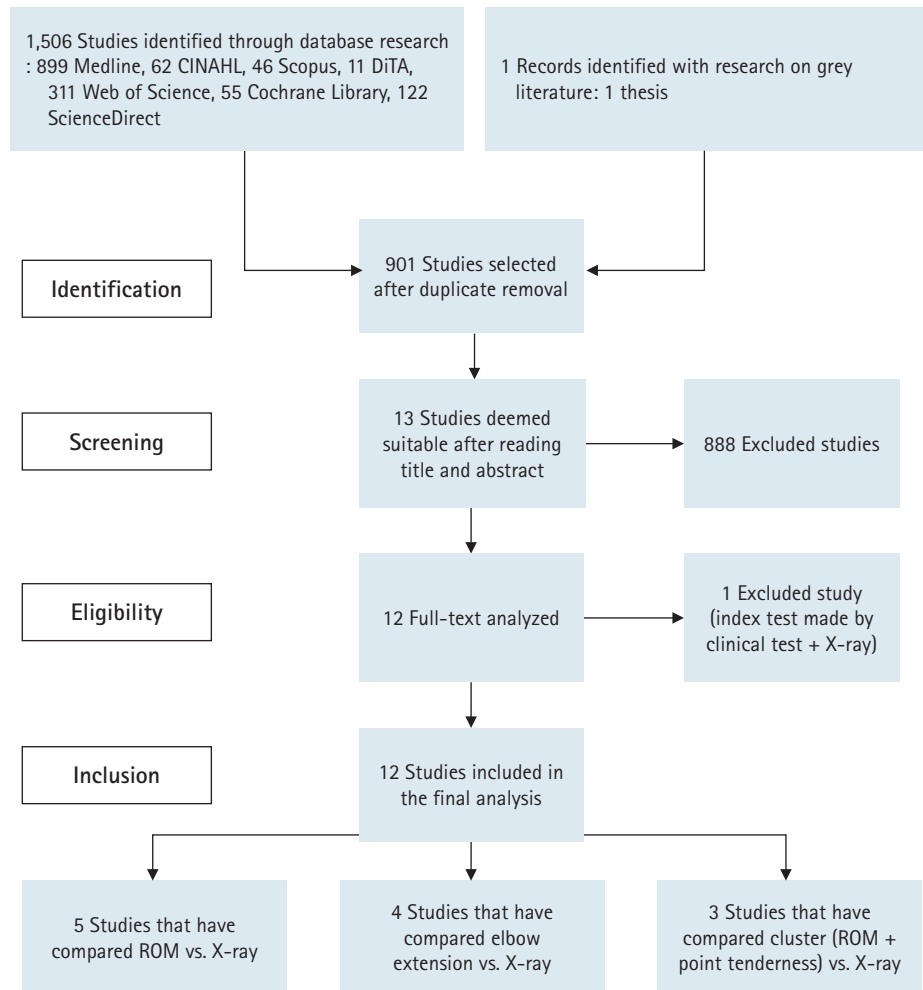 1,506 Studies identified through database research
: 899 Medline, 62 CINAHL, 46 Scopus, 11 DiTA,
311 Web of Science, 55 Cochrane Library, 122
ScienceDirect
1 Records identified with research on grey
literature: 1 thesis
Identification
901 Studies selected
after duplicate removal
Screening
13 Studies deemed
suitable after reading
title and abstract
888 Excluded studies
Eligibility
12 Full-text analyzed
1 Excluded study
(index test made by
clinical test + X-ray)
Inclusion
12 Studies included in
the final analysis
5 Studies that have
compared ROM vs. X-ray
4 Studies that have
compared elbow
extension vs. X-ray
3 Studies that have
compared cluster (ROM +
point tenderness) vs. X-ray